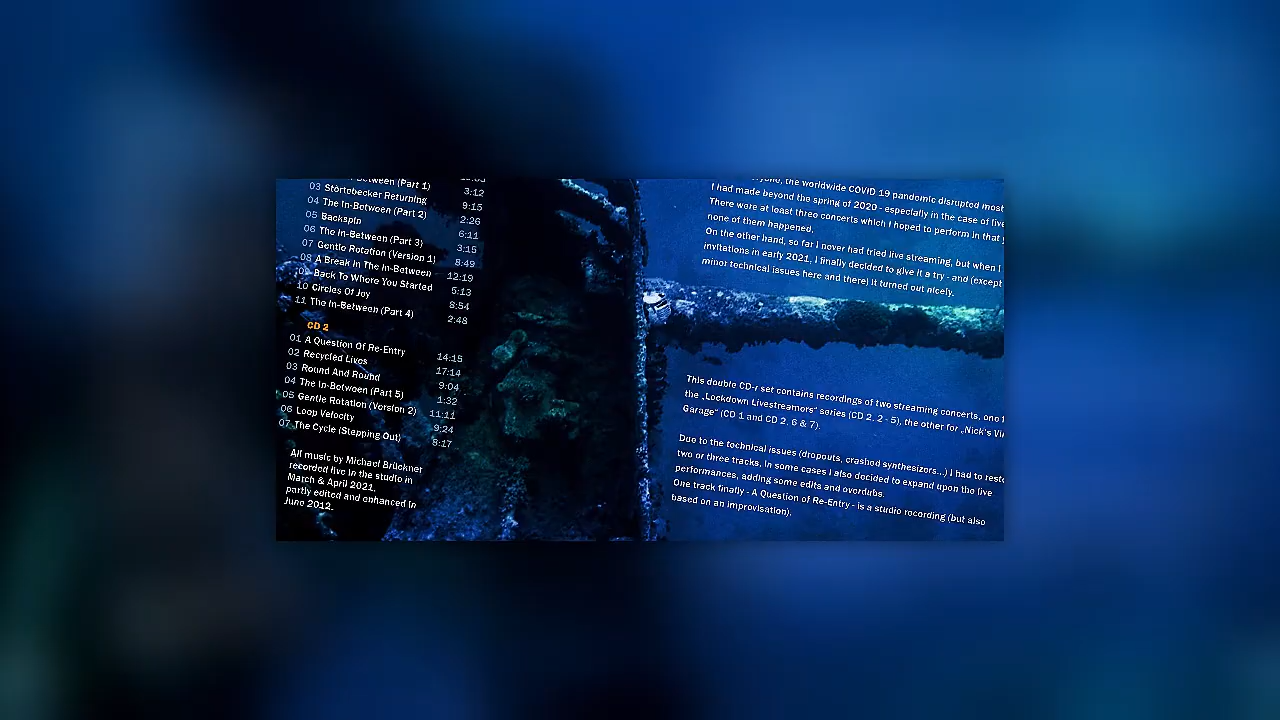 Between (Part 1) 3:12
03 Störtebecker Returning 9:15
04 The In-Between (Part 2) 2:26
05 Backspin 6:11
06 The In-Between (Part 3) 3:15
07 Gentle Rotation (Version 1) 8:49
08 A Break In The In-Between 12:19
09 Back To Where You Started 5:13
10 Circles Of Joy 8:54
11 The In-Between (Part 4) 2:48
CD 2
01 A Question Of Re-Entry 14:15
02 Recycled Lives 17:14
03 Round And Round 9:04
04 The In-Between (Part 5) 1:32
05 Gentle Rotation (Version 2) 11:11
06 Loop Velocity 9:24
07 The Cycle (Stepping Out) 8:17
All music by Michael Brückner
recorded live in the studio in
March & April 2021.
partly edited and enhanced in
June 2012.
the worldwide COVID 19 pandemic disrupted most
I had made beyond the spring of 2020 - especially in the case of live
There were at least three concerts which I hoped to perform in that
none of them happened.
On the other hand, so far I never had tried live streaming, but when I
invitations in early 2021, I finally decided to give it a try - and (except
minor technical issues here and there) it turned out nicely.
This double CD-r set contains recordings of two streaming concerts, one
the „Lockdown Livestreamors" series (CD 2, 2 - 5), the other for „Nick's
Garage" (CD 1 and CD 2, 6 & 7).
Due to the technical issues (dropouts, crashed synthesizors...) I had to
two or three tracks, in some cases I also decided to expand upon the live
performances, adding some edits and overdubs.
One track finally - A Question of Re-Entry - is a studio recording (but also
based on an improvisation).